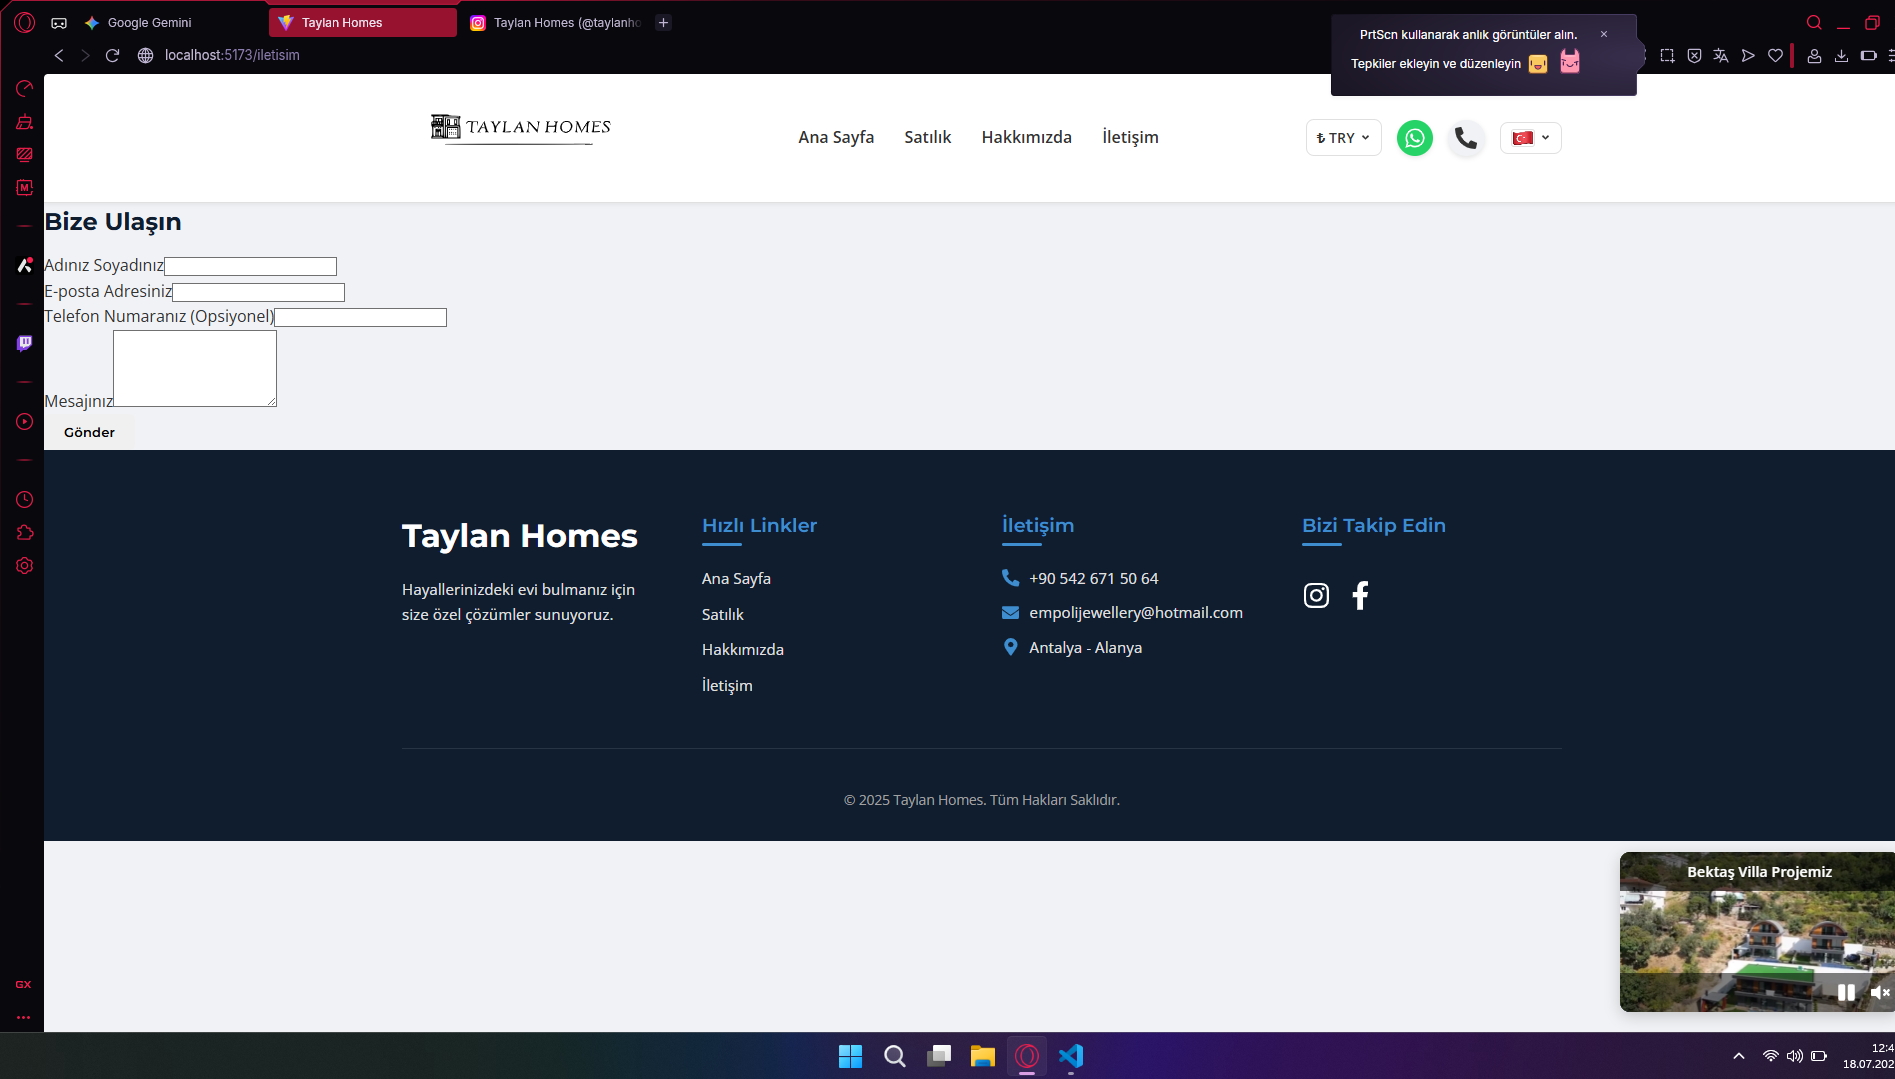 Google Gemini
Taylan Homes
Taylan Homes (@taylanho
localhost:5173/iletisim
PrtScn kullanarak anlık görüntüler alın.
Tepkiler ekleyin ve düzenleyin
TAYLAN HOMES
Ana Sayfa
Satılık
Hakkımızda
İletişim
₺ TRY
Bize Ulaşın
Adınız Soyadınız
E-posta Adresiniz
Telefon Numaranız (Opsiyonel)
Mesajınız
Gönder
Taylan Homes
Hayallerinizdeki evi bulmanız için
size özel çözümler sunuyoruz.
Hızlı Linkler
Ana Sayfa
Satılık
Hakkımızda
İletişim
İletişim
+90 542 671 50 64
empolijewellery@hotmail.com
Antalya - Alanya
Bizi Takip Edin
© 2025 Taylan Homes. Tüm Hakları Saklıdır.
Bektaş Villa Projemiz
M
GX
12:4
18.07.202